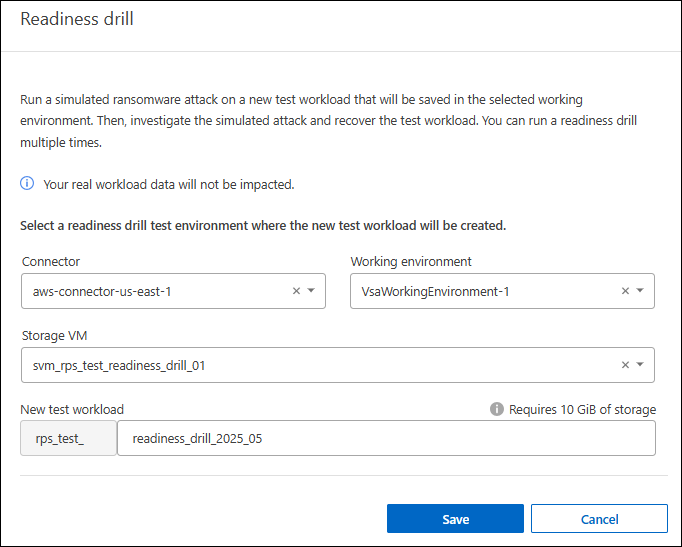 Readiness drill
Run a simulated ransomware attack on a new test workload that will be saved in the selected working
environment. Then, investigate the simulated attack and recover the test workload. You can run a readiness drill
multiple times.
Your real workload data will not be impacted.
Select a readiness drill test environment where the new test workload will be created.
Connector Working environment
aws-connector-us-east-1 VsaWorkingEnvironment-1
Storage VM
svm_rps_test_readiness_drill_01
New test workload Requires 10 GiB of storage
rps_test_ readiness_drill_2025_05
Save Cancel